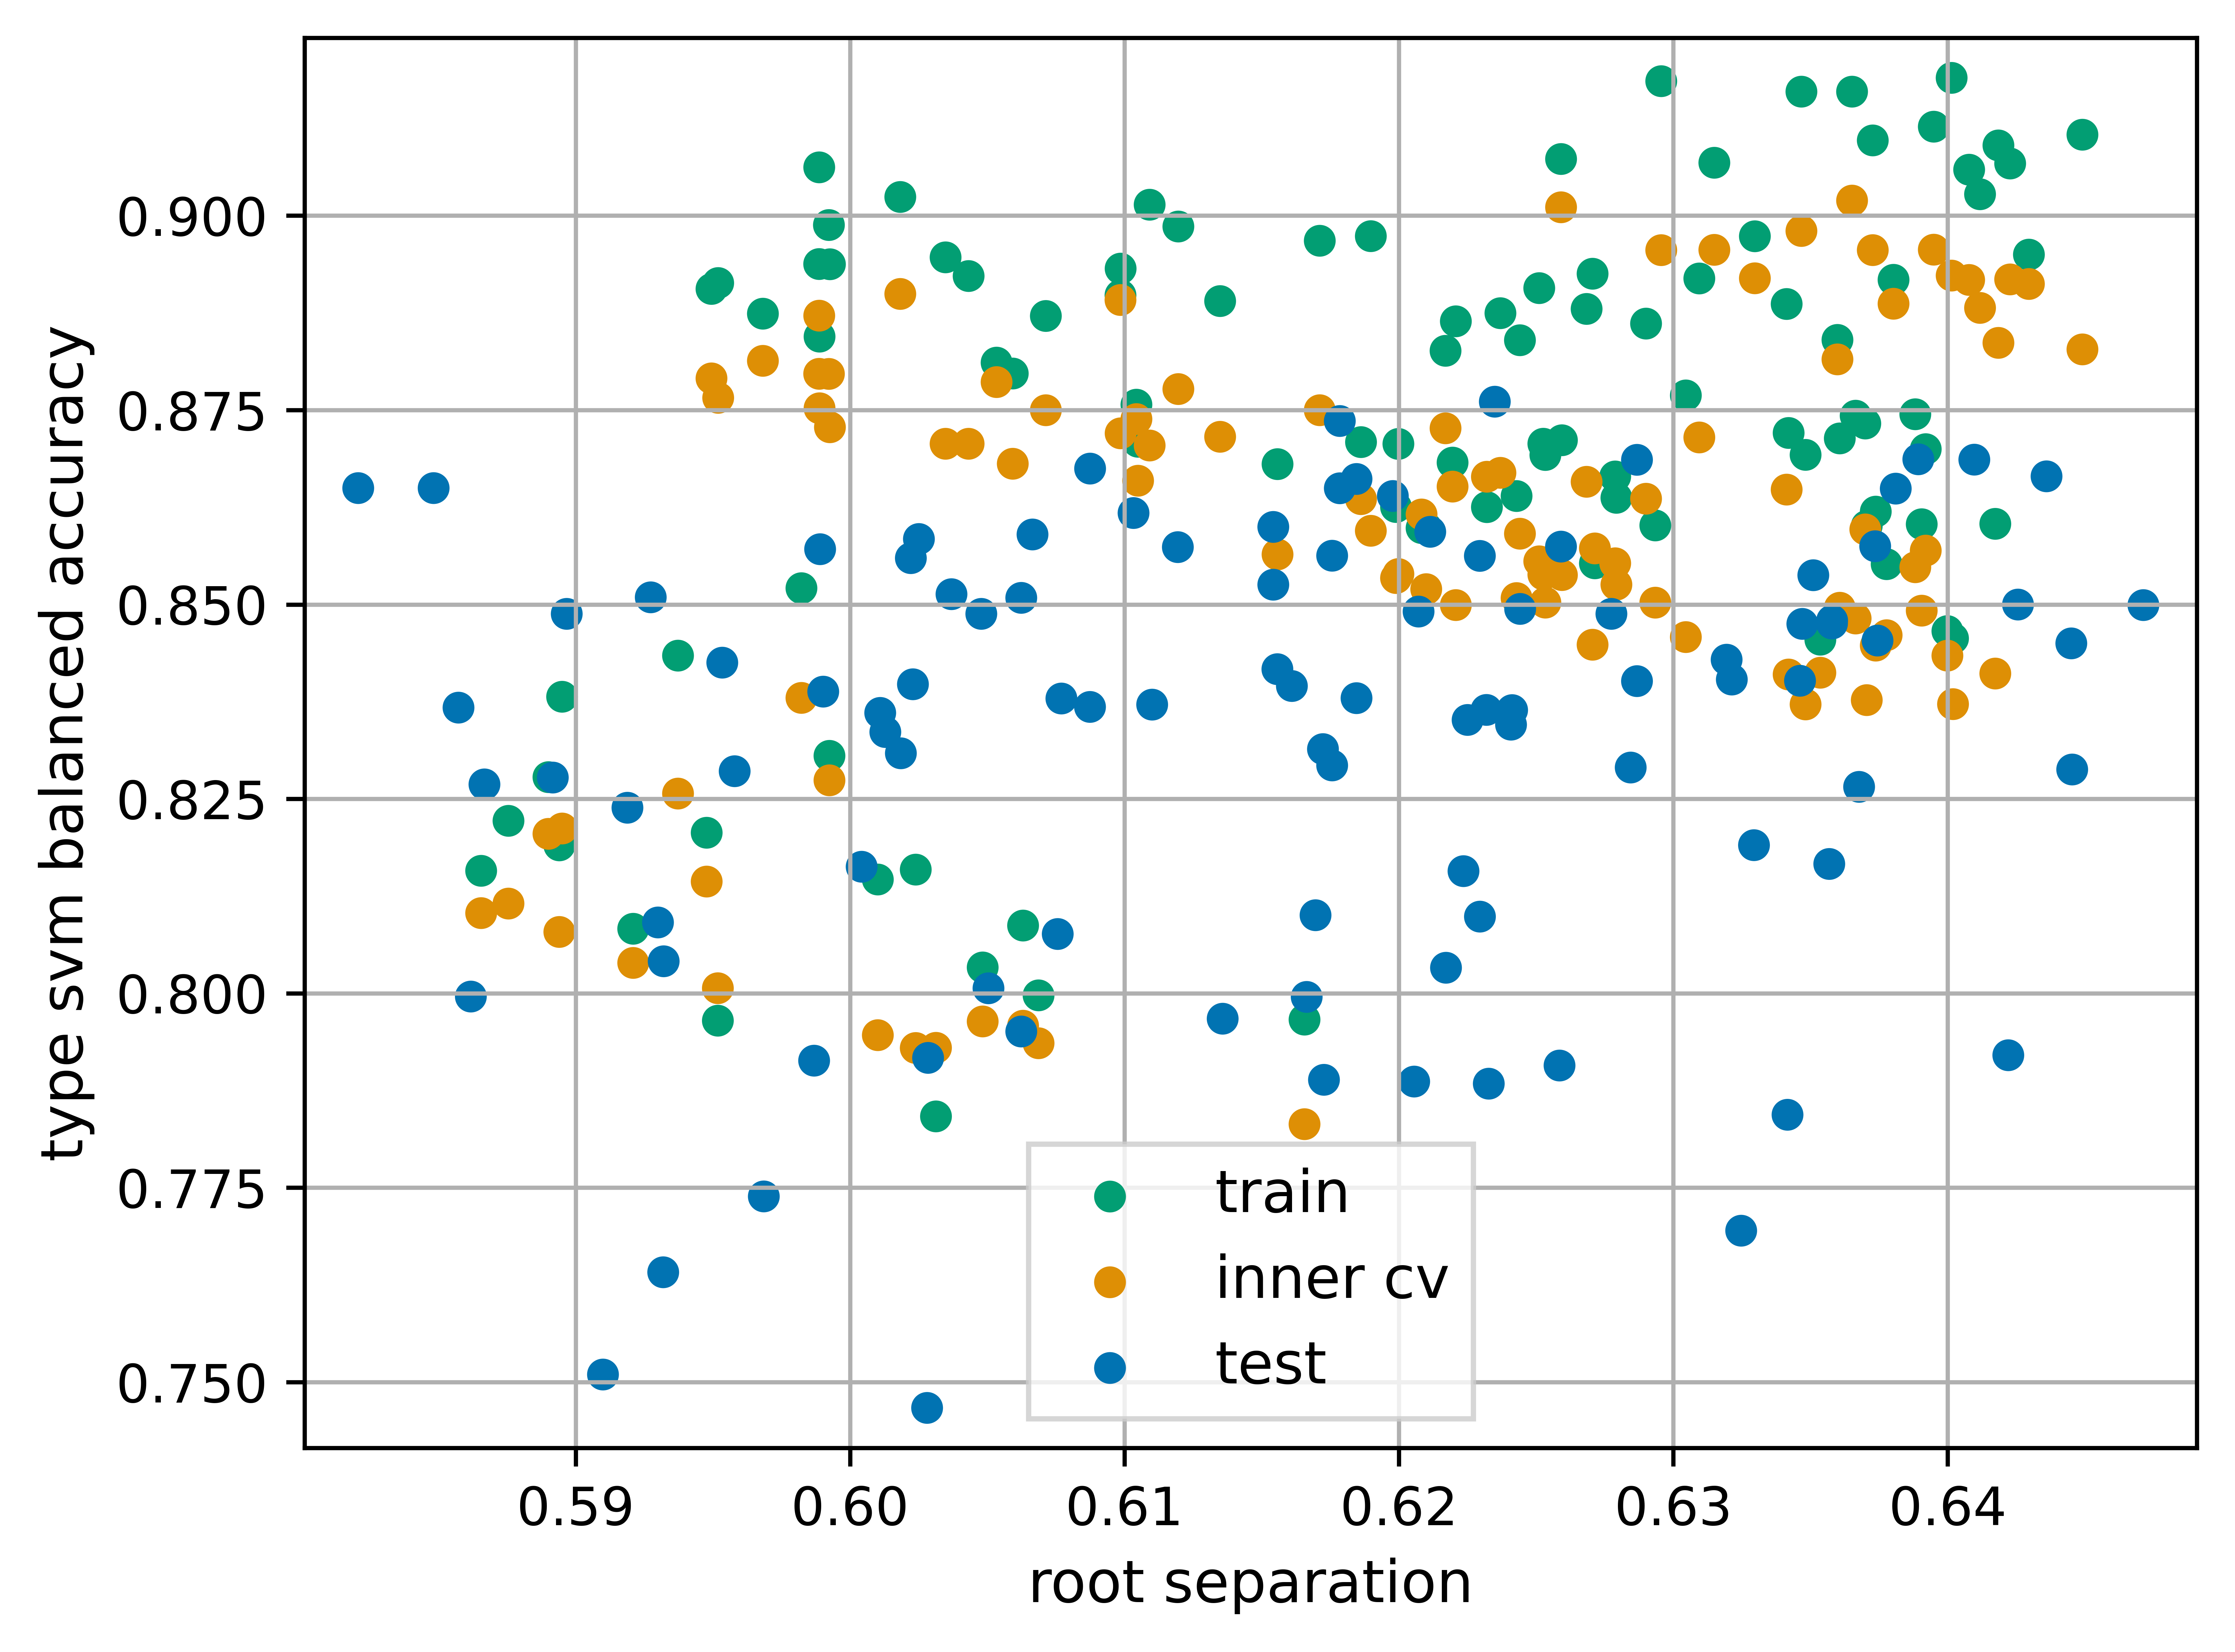 type svm balanced accuracy
0.900
0.875
0.850
0.825
0.800
0.775
0.750
train
inner cv
test
0.59 0.60 0.61 0.62 0.63 0.64
root separation